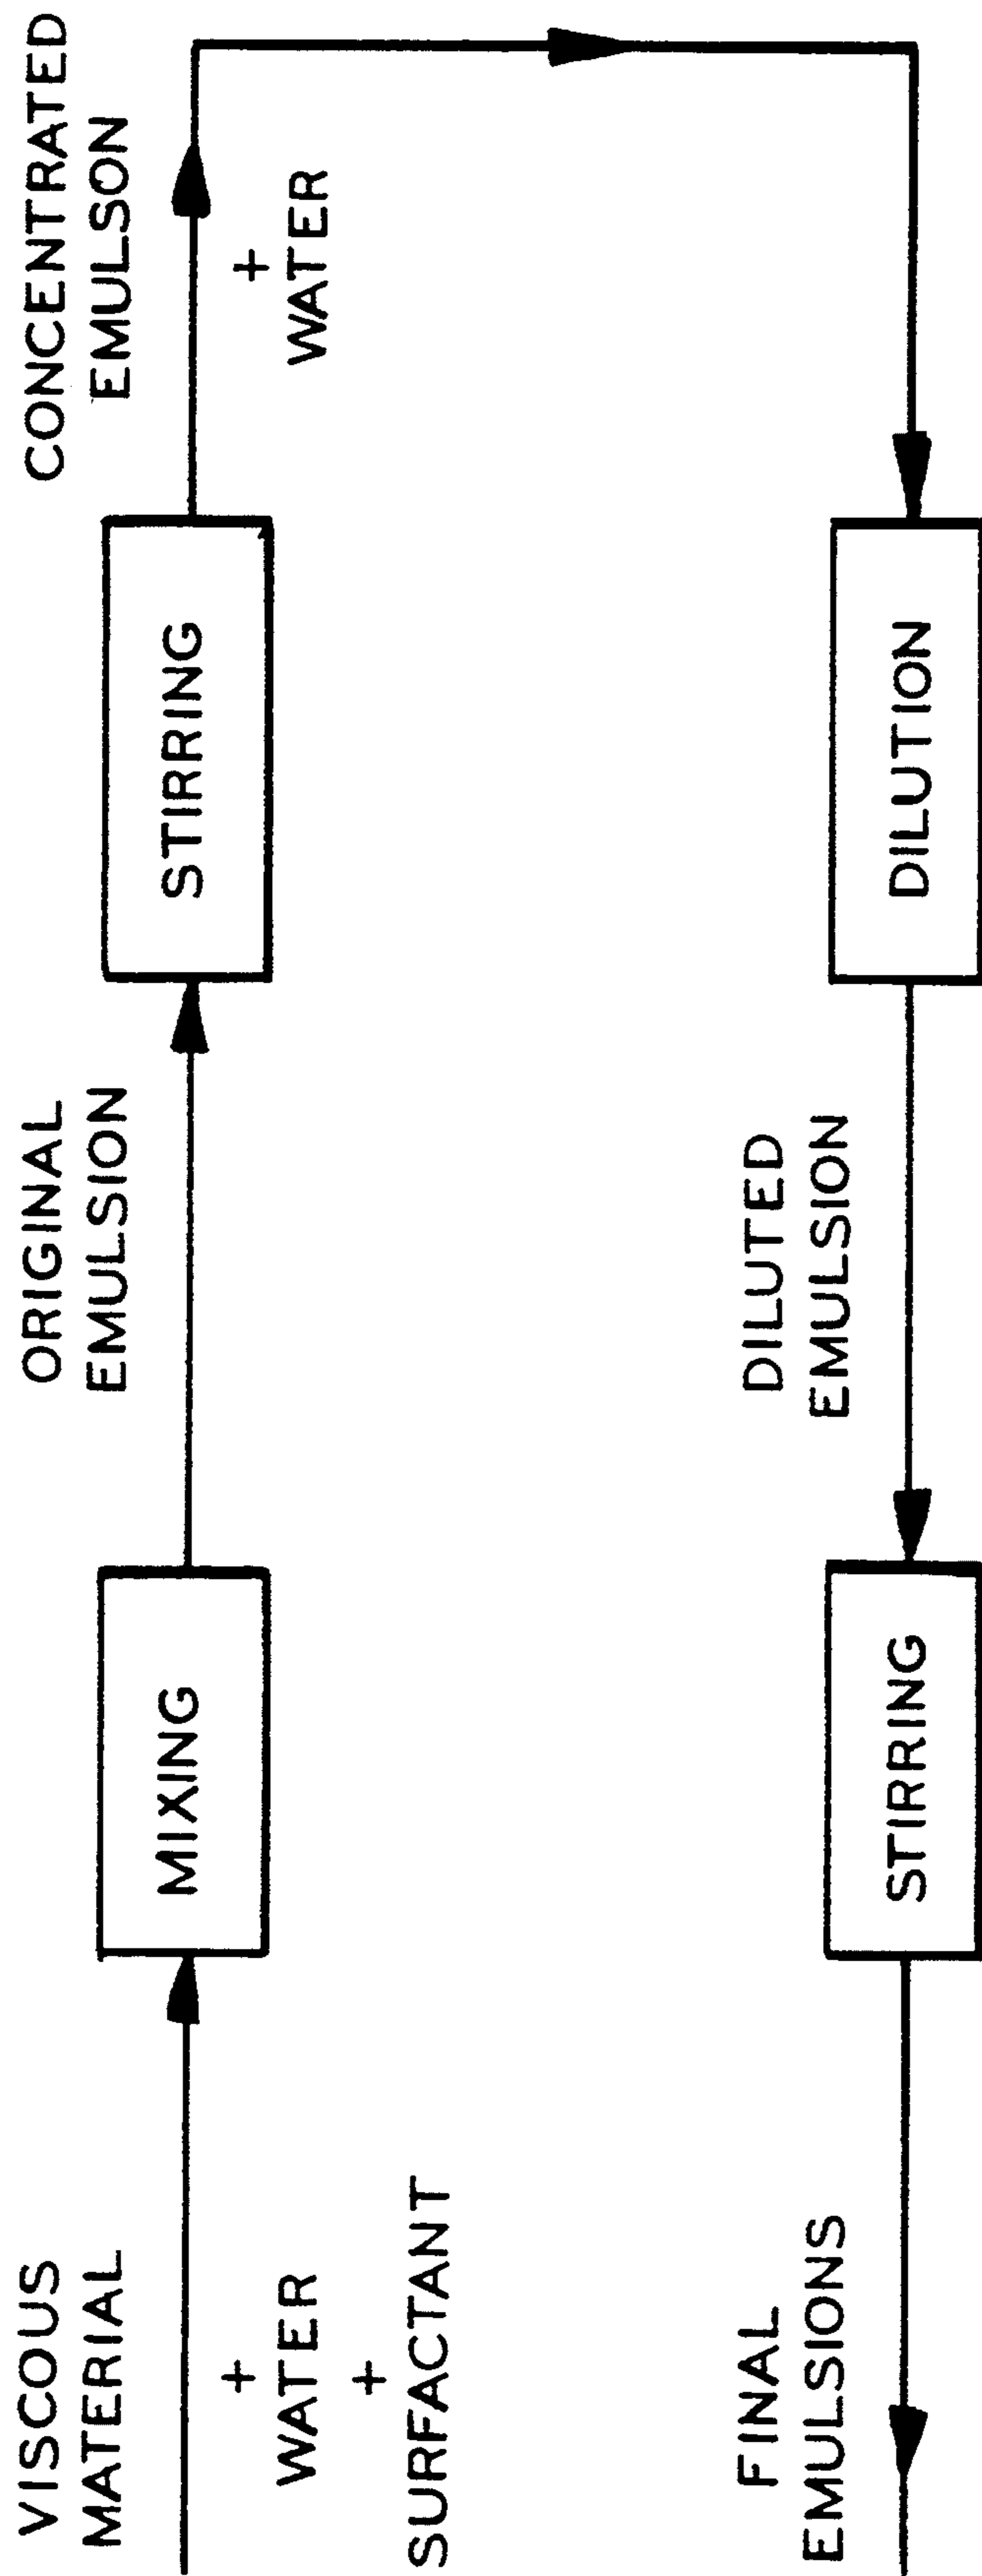 VISCOUS
MATERIAL
+
WATER
+
SURFACTANT
MIXING
ORIGINAL
EMULSION
STIRRING
CONCENTRATED
EMULSON
+
WATER
DILUTION
DILUTED
EMULSION
STIRRING
FINAL
EMULSIONS